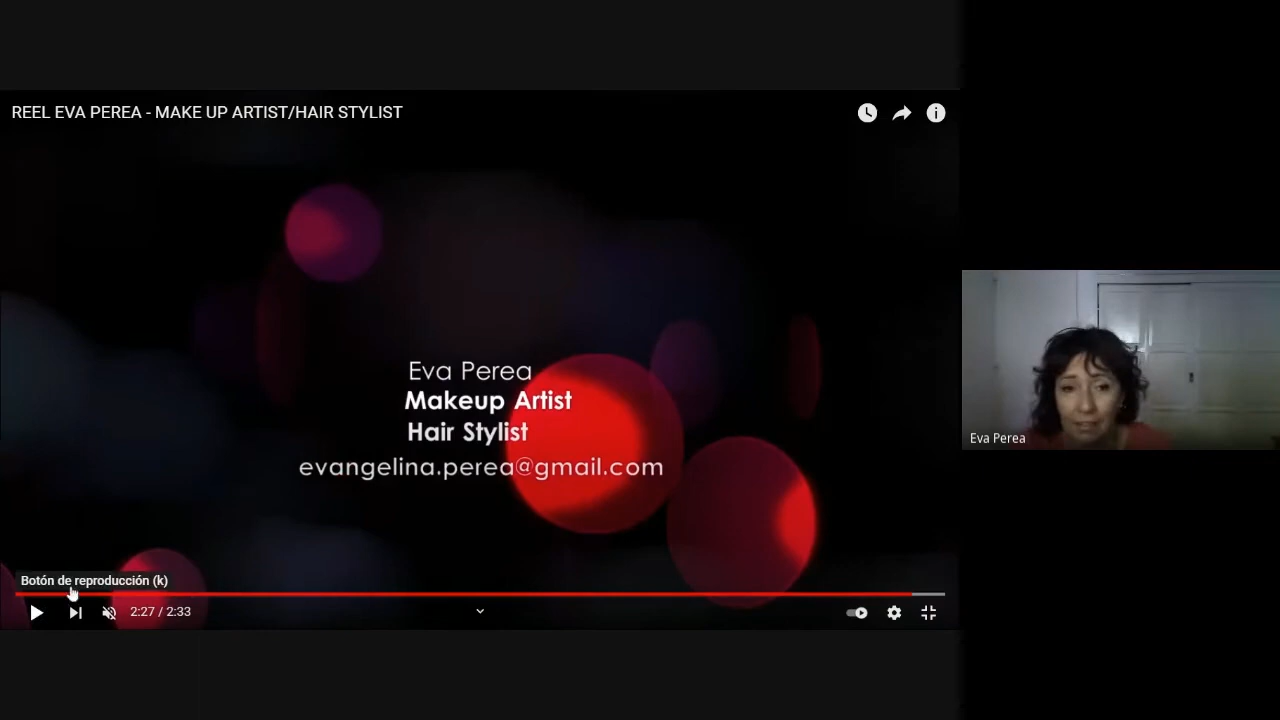 REEL EVA PEREA - MAKE UP ARTIST/HAIR STYLIST
Eva Perea
Makeup Artist
Hair Stylist
evangelina.perea@gmail.com
Eva Perea
Botón de reproducción (k)
2:27 / 2:33